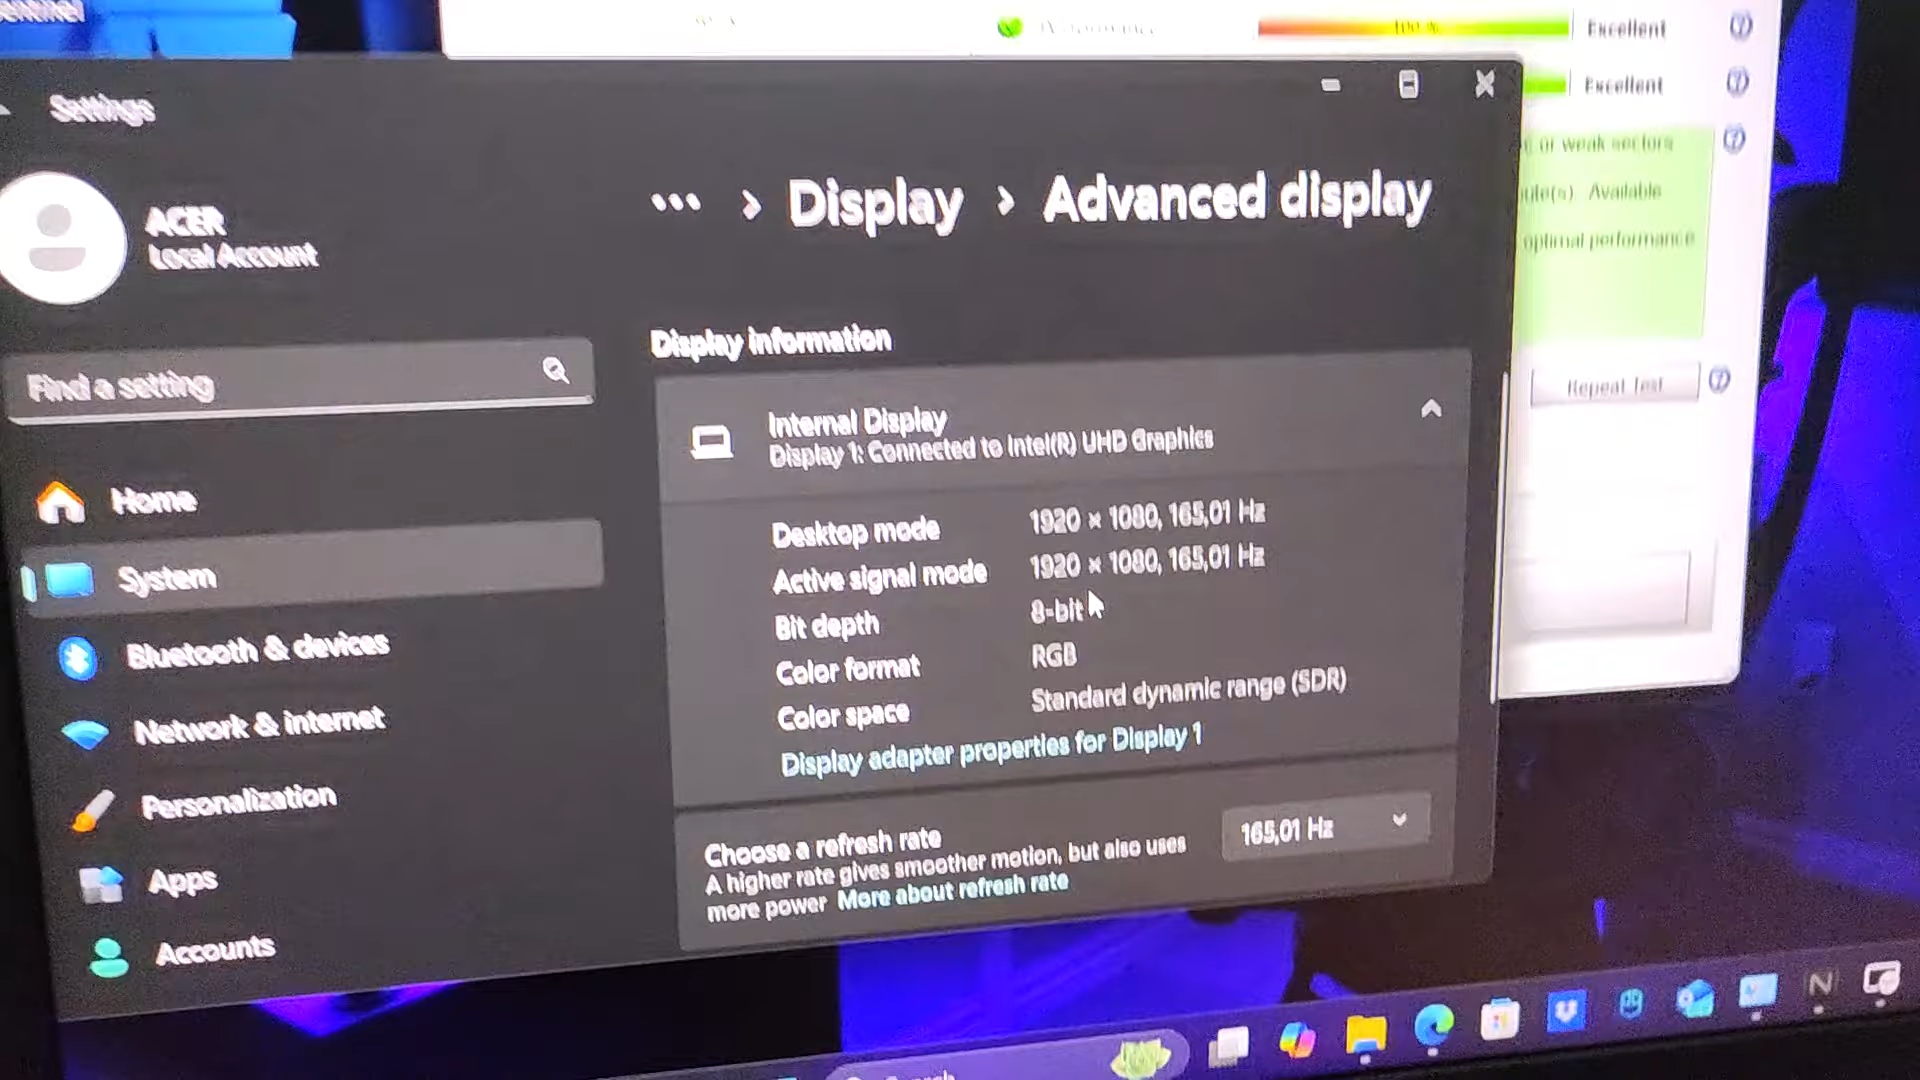 Settings
ACER
Local Account
Find a setting
Home
System
Bluetooth & devices
Network & internet
Personalization
Apps
Accounts
... > Display > Advanced display
Display information
Internal Display
Display 1: Connected to Intel(R) UHD Graphics
Desktop mode 1920 × 1080, 165,01 Hz
Active signal mode 1920 × 1080, 165,01 Hz
Bit depth 8-bit
Color format RGB
Color space Standard dynamic range (SDR)
Display adapter properties for Display 1
Choose a refresh rate
A higher rate gives smoother motion, but also uses
more power More about refresh rate
165,01 Hz
100 % Excellent
Excellent
or weak sectors
Available
optimal performance
Repeat Test